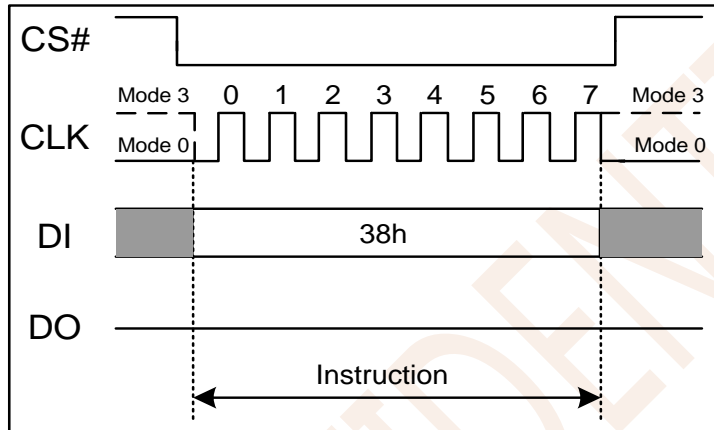 CS#
Mode 3 0 1 2 3 4 5 6 7 Mode 3
CLK
Mode 0 Mode 0
DI 38h
DO
Instruction